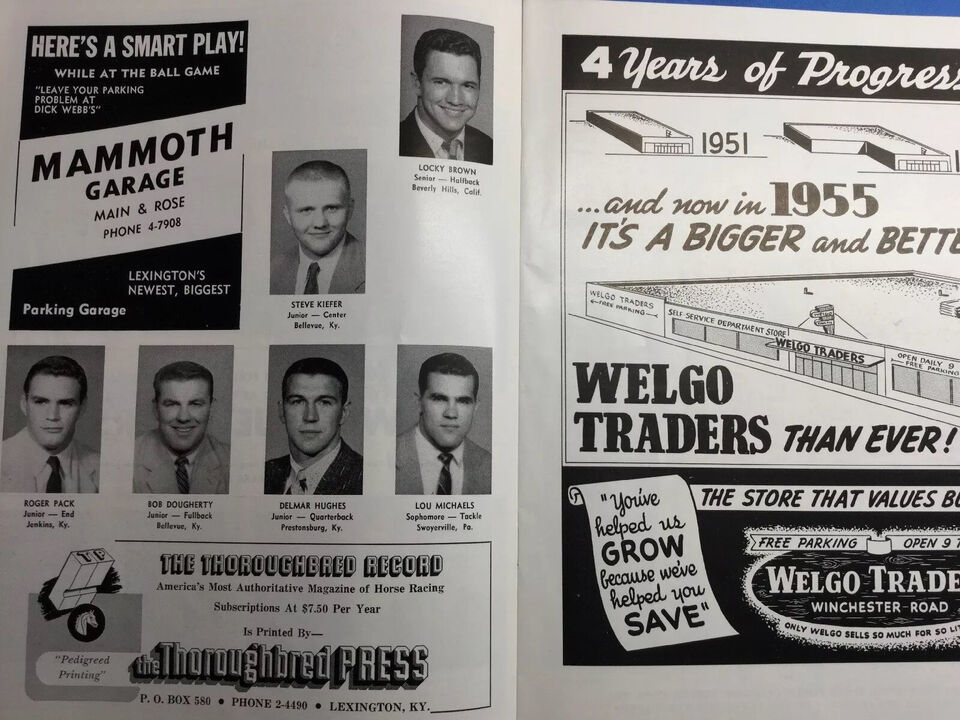 HERE'S A SMART PLAY!
WHILE AT THE BALL GAME
"LEAVE YOUR PARKING
PROBLEM AT
DICK WEBB'S"
MAMMOTH
GARAGE
MAIN & ROSE
PHONE 4-7908
LEXINGTON'S
NEWEST, BIGGEST
Parking Garage
LOCKY BROWN
Senior — Halfback
Beverly Hills, Calif.
STEVE KIEFER
Junior — Center
Bellevue, Ky.
ROGER PACK
Junior — End
Jenkins, Ky.
BOB DOUGHERTY
Junior — Fullback
Bellevue, Ky.
DELMAR HUGHES
Junior — Quarterback
Prestonsburg, Ky.
LOU MICHAELS
Sophomore — Tackle
Swoyerville, Pa.
TP
THE THOROUGHBRED RECORD
America's Most Authoritative Magazine of Horse Racing
Subscriptions At $7.50 Per Year
Is Printed By—
the Thoroughbred PRESS
"Pedigreed
Printing"
P. O. BOX 580 • PHONE 2-4490 • LEXINGTON, KY.
4 Years of Progress
1951
...and now in 1955
IT'S A BIGGER and BETTE
WELGO TRADERS
FREE PARKING
SELF SERVICE DEPARTMENT STORE
WELGO TRADERS
OPEN DAILY 9
FREE PARKING
WELGO
TRADERS THAN EVER!
"You've
helped us
GROW
because we've
helped you
SAVE"
THE STORE THAT VALUES BU
FREE PARKING OPEN 9 T
WELGO TRADE
WINCHESTER ROAD
ONLY WELGO SELLS SO MUCH FOR SO LIT